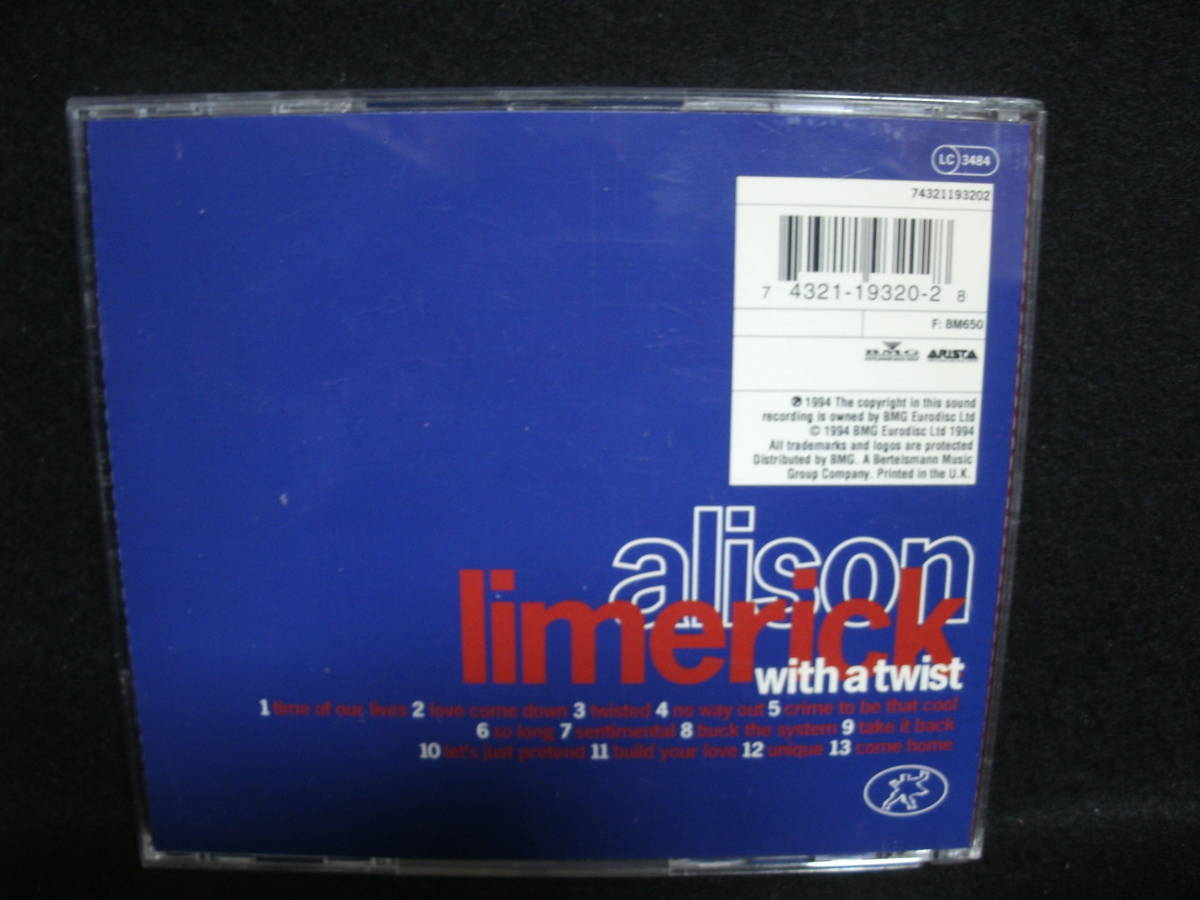 LC 3484
74321193202
7 4321-19320-2 8
F: BM650
BMG ARISTA
℗ 1994 The copyright in this sound
recording is owned by BMG Eurodisc Ltd
© 1994 BMG Eurodisc Ltd 1994
All trademarks and logos are protected
Distributed by BMG. A Bertelsmann Music
Group Company. Printed in the U.K.
alison
limerick
with a twist
1 time of our lives 2 love come down 3 twisted 4 no way out 5 crime to be that cool
6 so long 7 sentimental 8 buck the system 9 take it back
10 let's just pretend 11 build your love 12 unique 13 come home